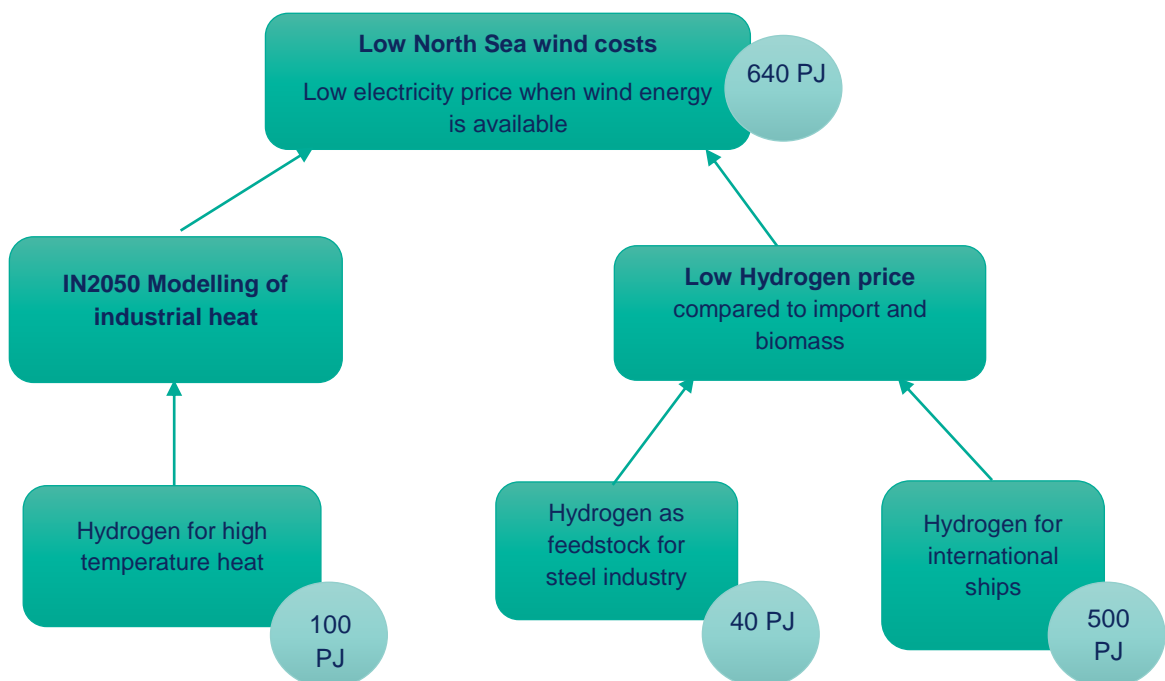 Low North Sea wind costs
Low electricity price when wind energy
is available
640 PJ
IN2050 Modelling of
industrial heat
Low Hydrogen price
compared to import and
biomass
Hydrogen for high
temperature heat
100
PJ
Hydrogen as
feedstock for
steel industry
40 PJ
Hydrogen for
international
ships
500
PJ